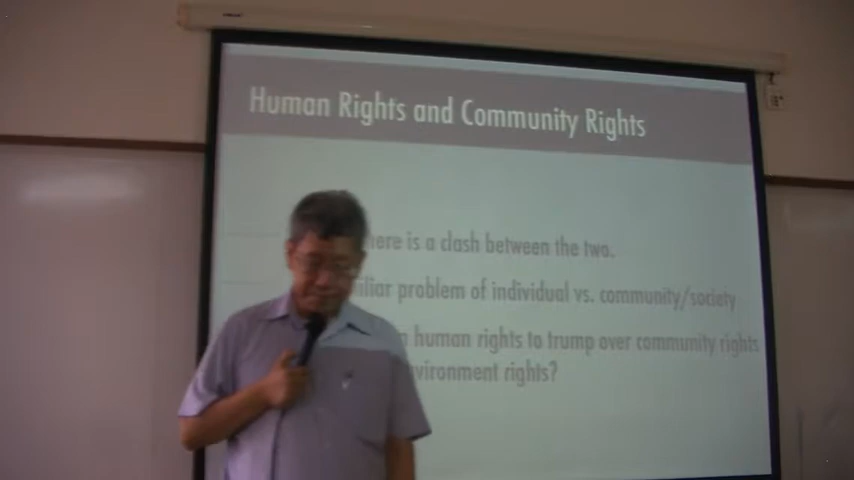 Human Rights and Community Rights
here is a clash between the two.
iliar problem of individual vs. community/society
human rights to trump over community rights
vironment rights?